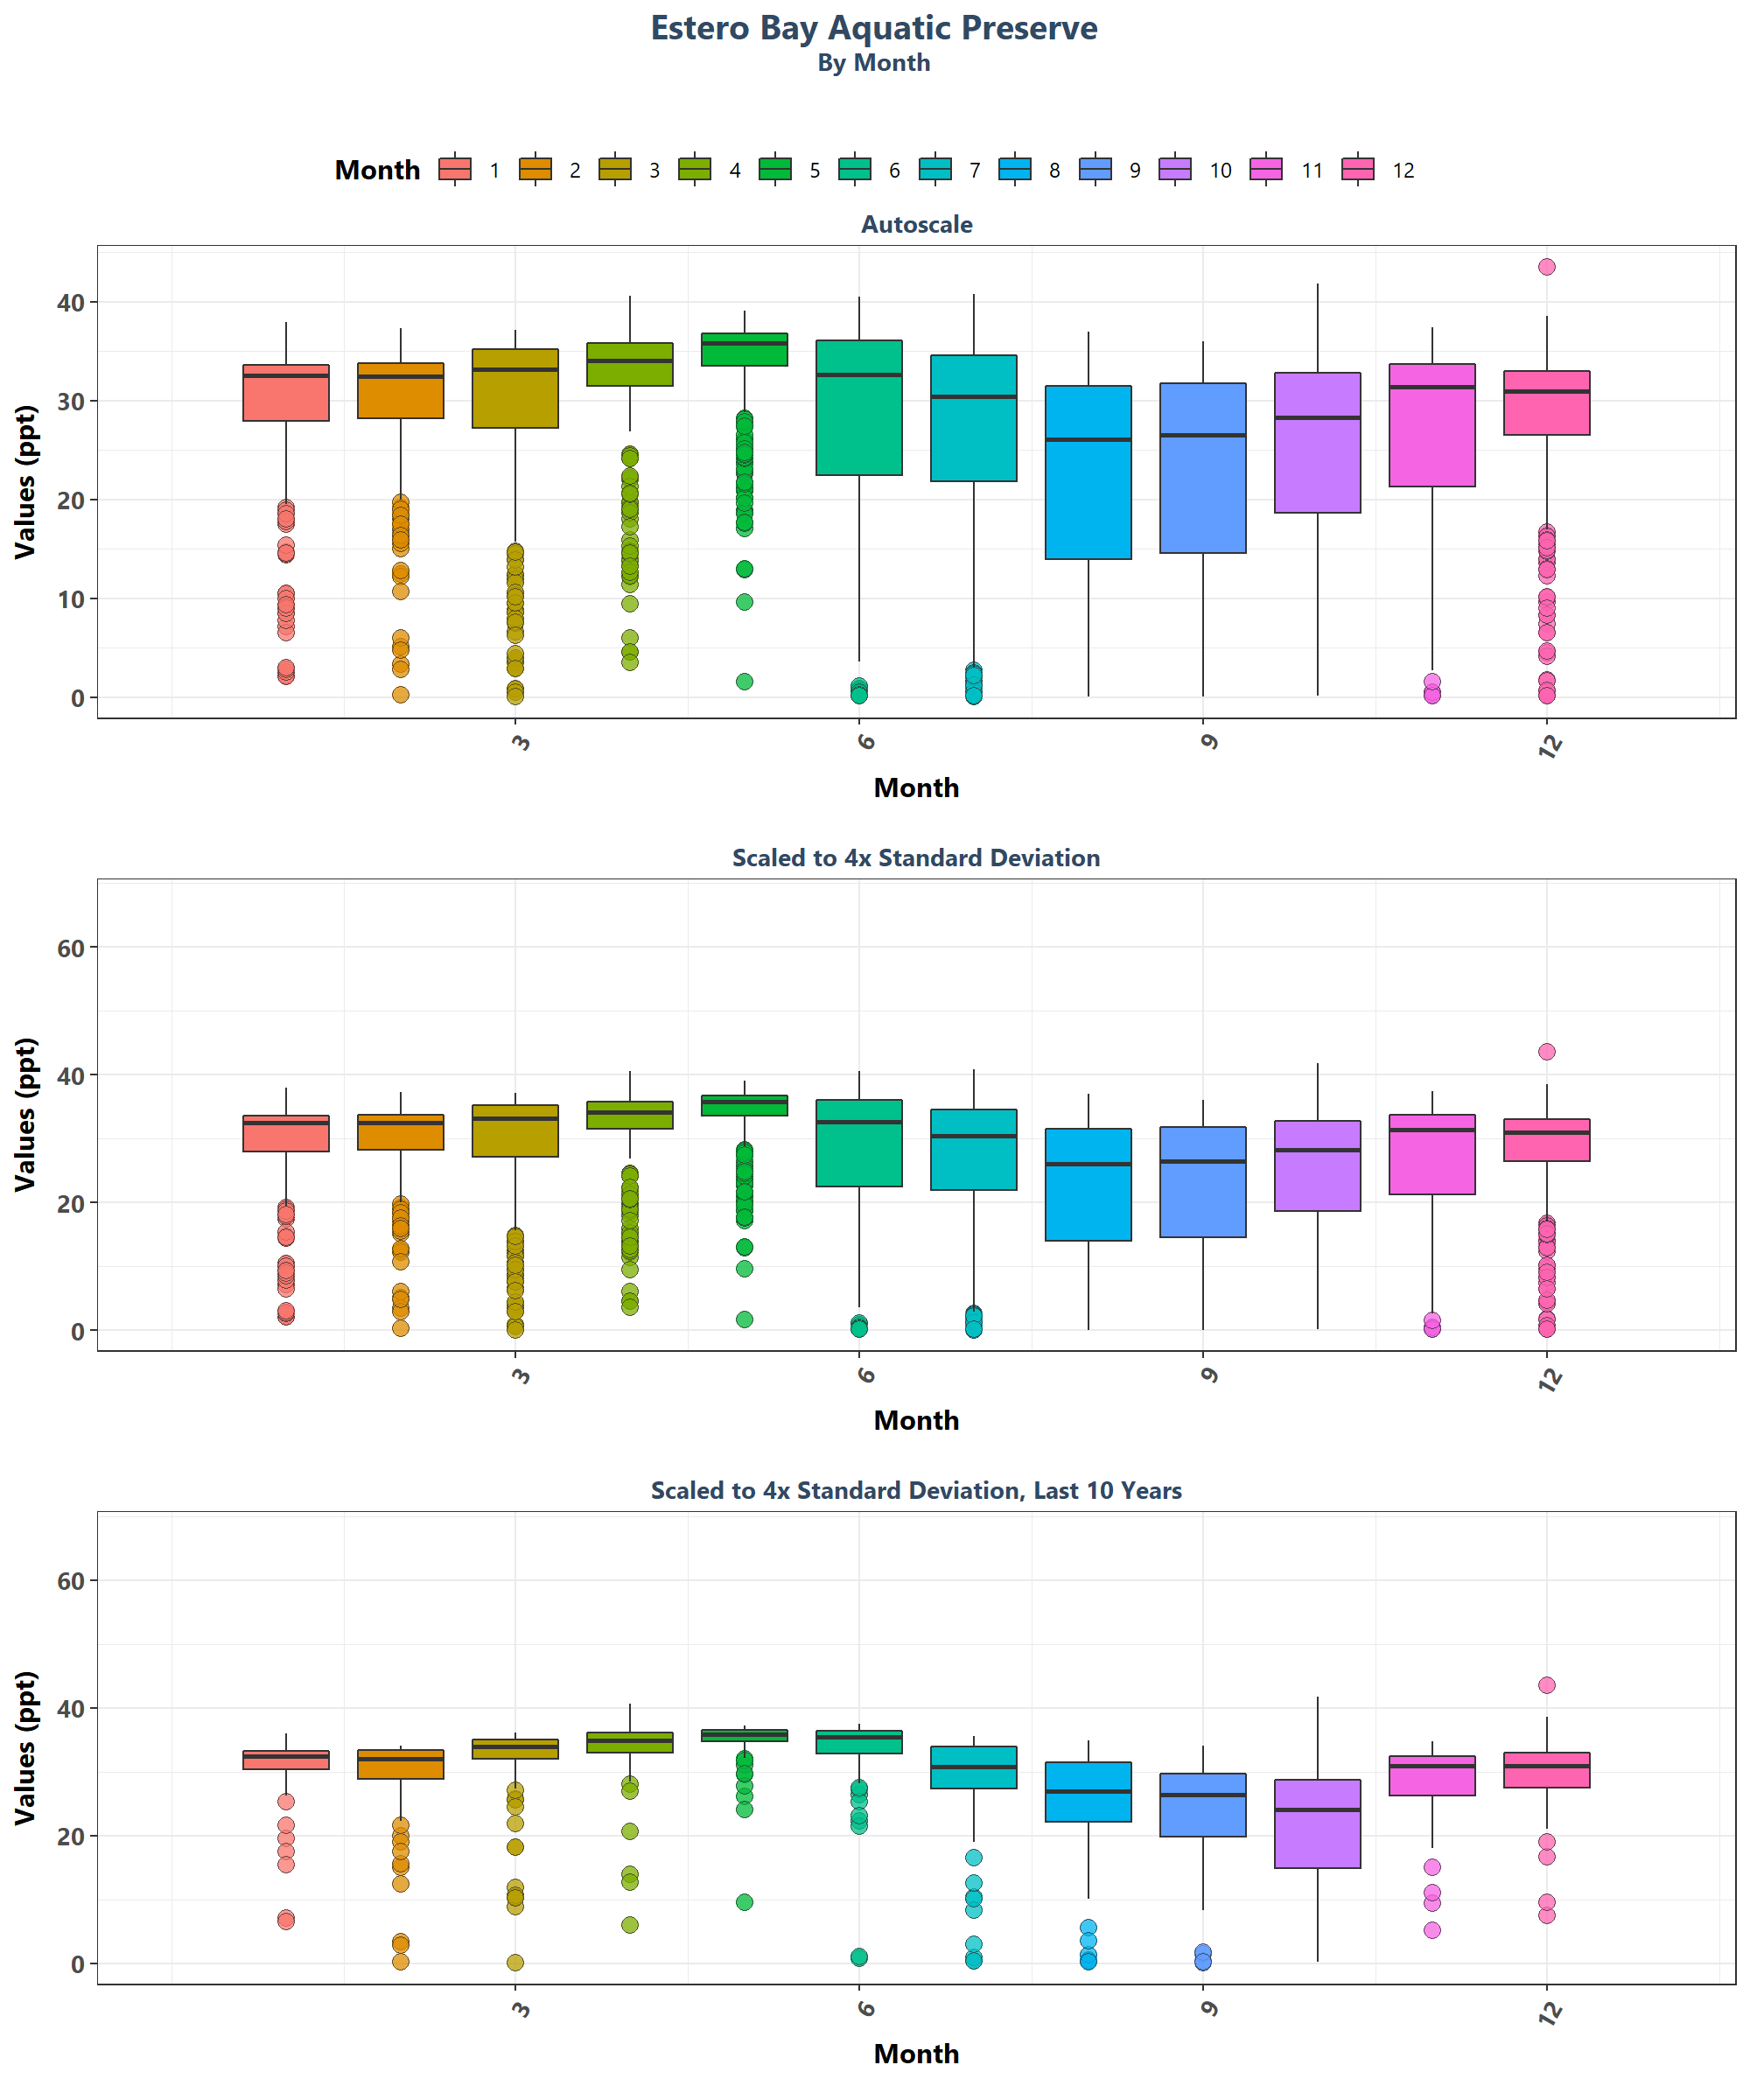 Estero Bay Aquatic Preserve
By Month
Month 1 2 3 4 5 6 7 8 9 10 11 12
Autoscale
Values (ppt)
40
30
20
10
0
3 6 9 12
Month
Scaled to 4x Standard Deviation
Values (ppt)
60
40
20
0
3 6 9 12
Month
Scaled to 4x Standard Deviation, Last 10 Years
Values (ppt)
60
40
20
0
3 6 9 12
Month